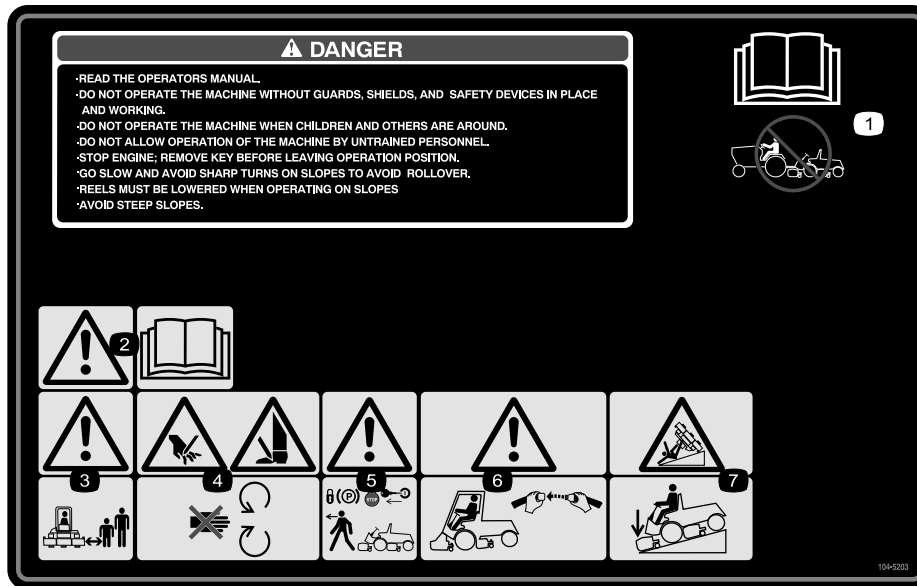 DANGER
·READ THE OPERATORS MANUAL.
·DO NOT OPERATE THE MACHINE WITHOUT GUARDS, SHIELDS, AND SAFETY DEVICES IN PLACE
AND WORKING.
·DO NOT OPERATE THE MACHINE WHEN CHILDREN AND OTHERS ARE AROUND.
·DO NOT ALLOW OPERATION OF THE MACHINE BY UNTRAINED PERSONNEL.
·STOP ENGINE; REMOVE KEY BEFORE LEAVING OPERATION POSITION.
·GO SLOW AND AVOID SHARP TURNS ON SLOPES TO AVOID ROLLOVER.
·REELS MUST BE LOWERED WHEN OPERATING ON SLOPES
·AVOID STEEP SLOPES.
1
2
3
4
5
6
7
(P)
STOP
104-5203